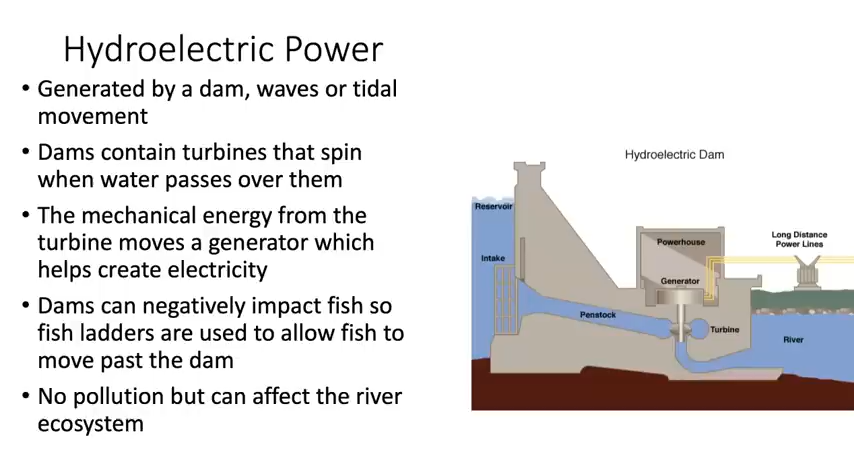 Hydroelectric Power
• Generated by a dam, waves or tidal
movement
• Dams contain turbines that spin
when water passes over them
• The mechanical energy from the
turbine moves a generator which
helps create electricity
• Dams can negatively impact fish so
fish ladders are used to allow fish to
move past the dam
• No pollution but can affect the river
ecosystem
Hydroelectric Dam
Reservoir
Intake
Penstock
Powerhouse
Generator
Turbine
Long Distance
Power Lines
River